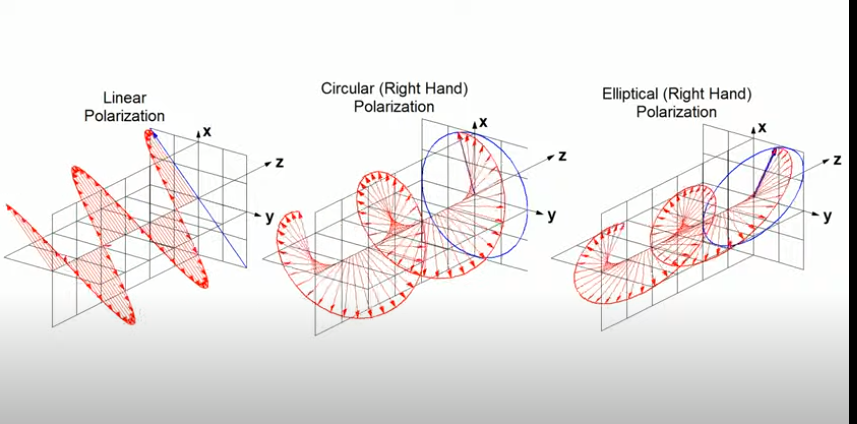 Linear
Polarization
x
z
y
Circular (Right Hand)
Polarization
x
z
y
Elliptical (Right Hand)
Polarization
x
z
y